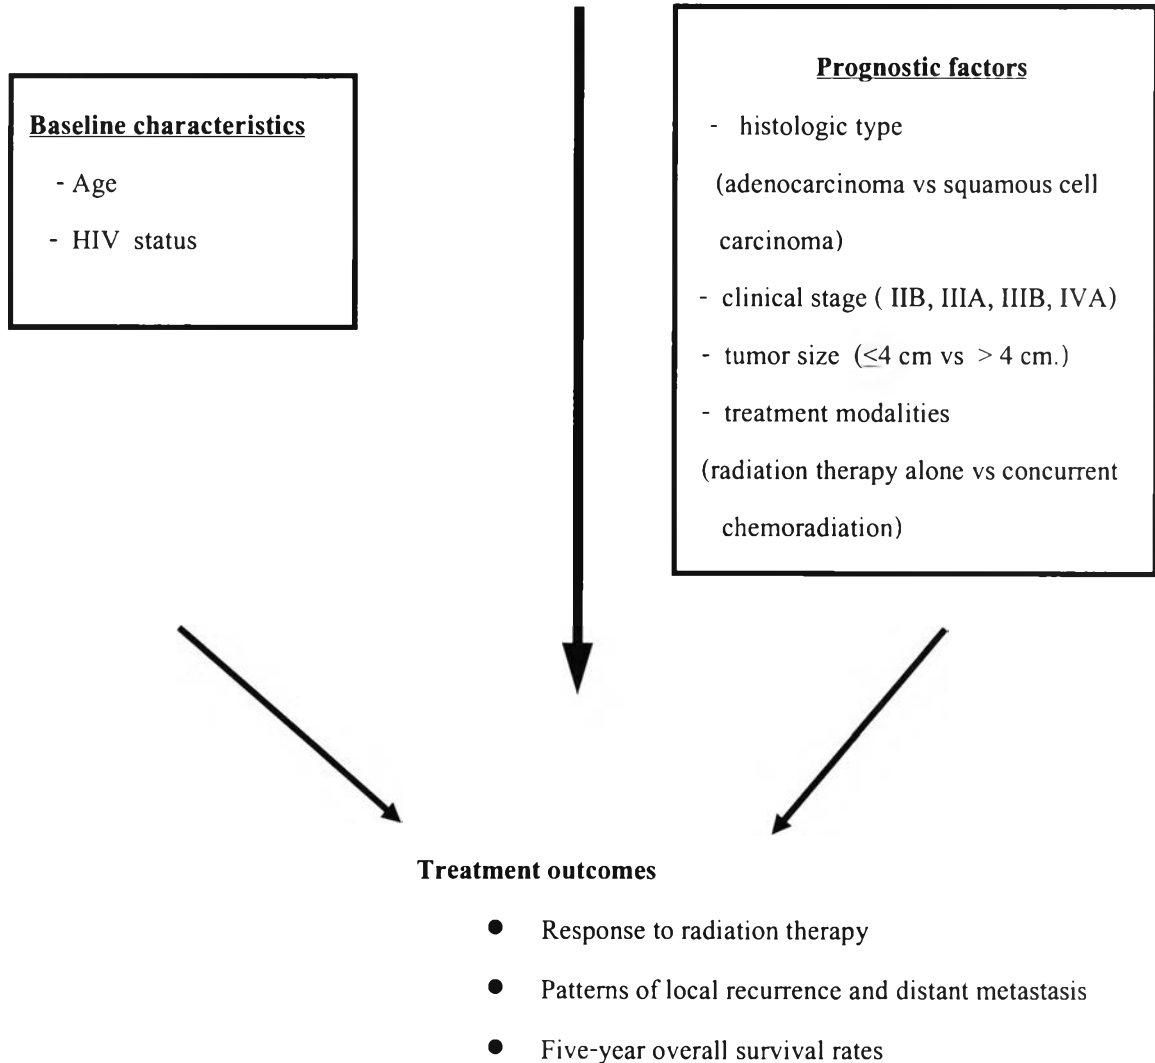 Baseline characteristics
- Age
- HIV status
Prognostic factors
- histologic type
(adenocarcinoma vs squamous cell
carcinoma)
- clinical stage ( IIB, IIIA, IIIB, IVA)
- tumor size (≤4 cm vs > 4 cm.)
- treatment modalities
(radiation therapy alone vs concurrent
chemoradiation)
Treatment outcomes
● Response to radiation therapy
● Patterns of local recurrence and distant metastasis
● Five-year overall survival rates